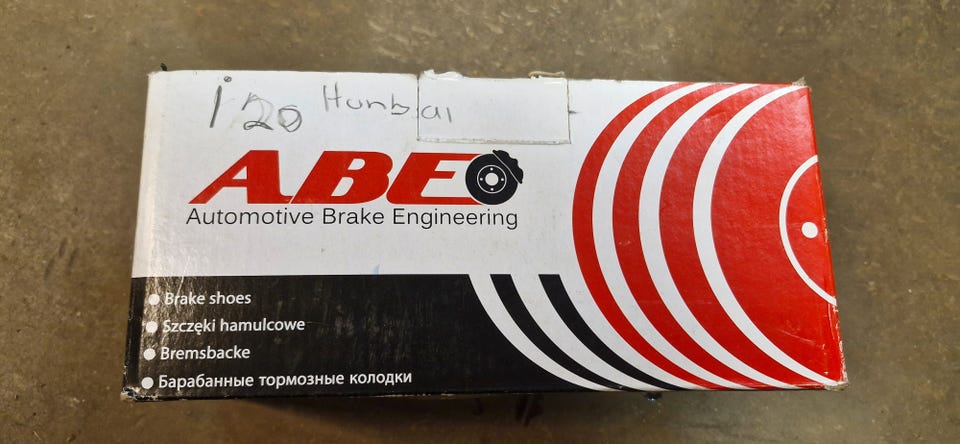 i20 Hunbai
ABE
Automotive Brake Engineering
Brake shoes
Szczęki hamulcowe
Bremsbacke
Барабанные тормозные колодки